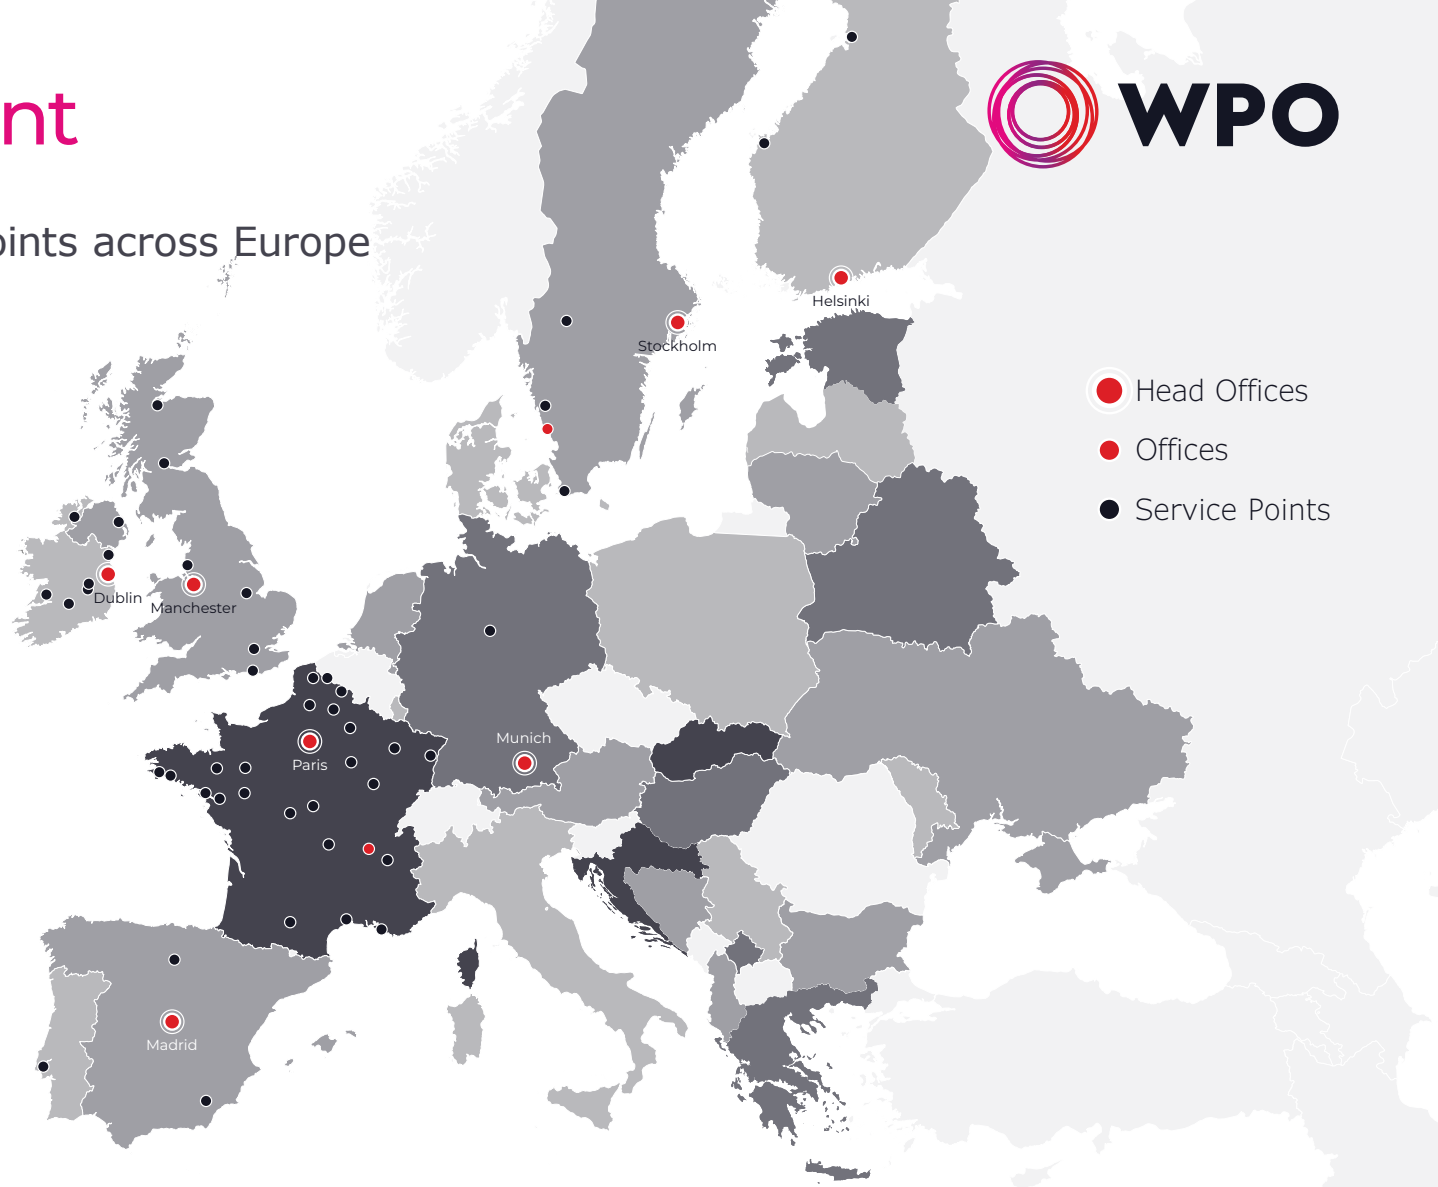 nt
WPO
oints across Europe
Helsinki
Stockholm
Head Offices
Offices
Service Points
Dublin
Manchester
Munich
Paris
Madrid